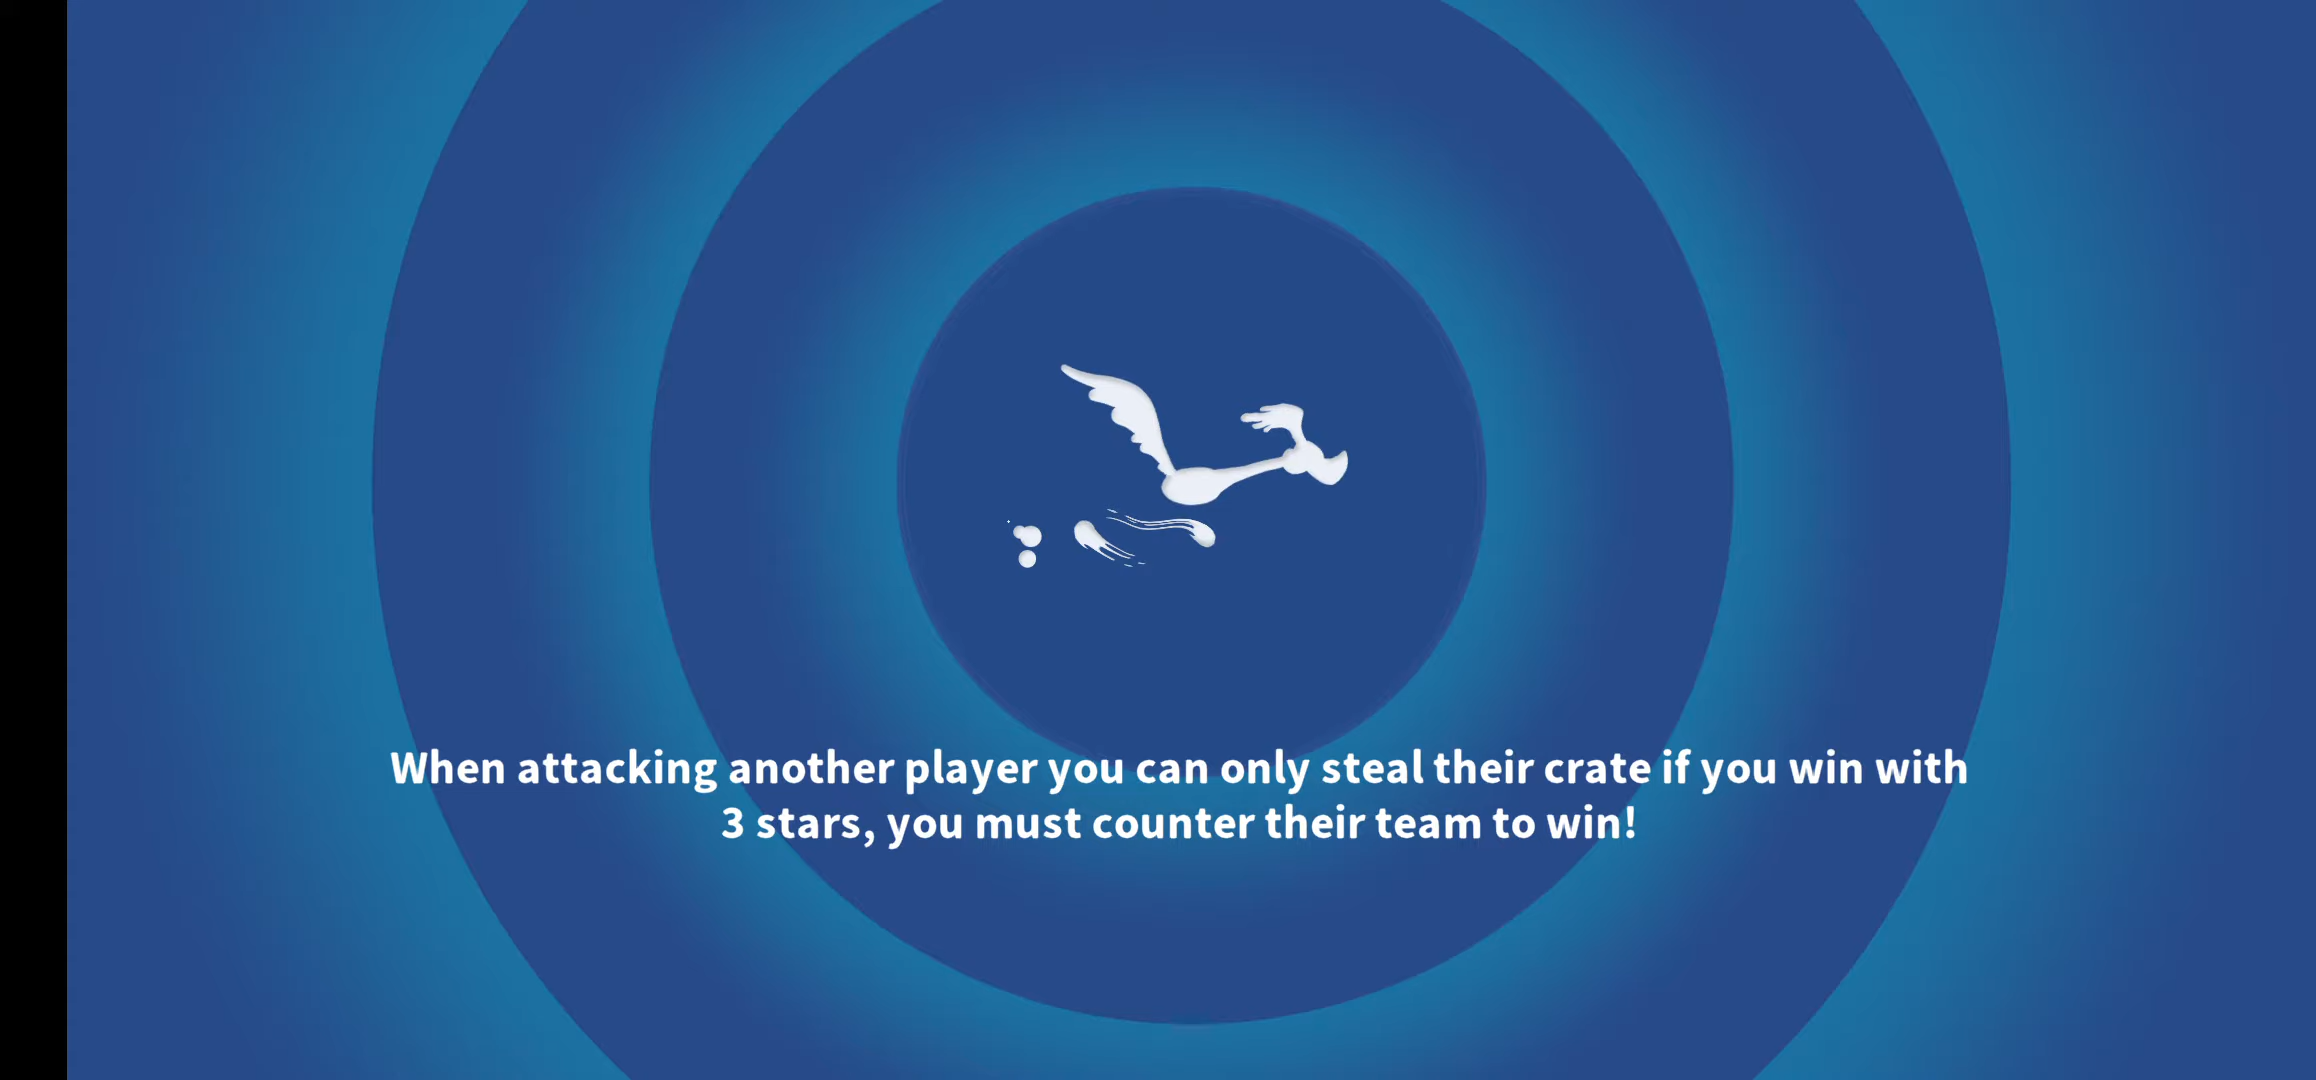 When attacking another player you can only steal their crate if you win with
3 stars, you must counter their team to win!